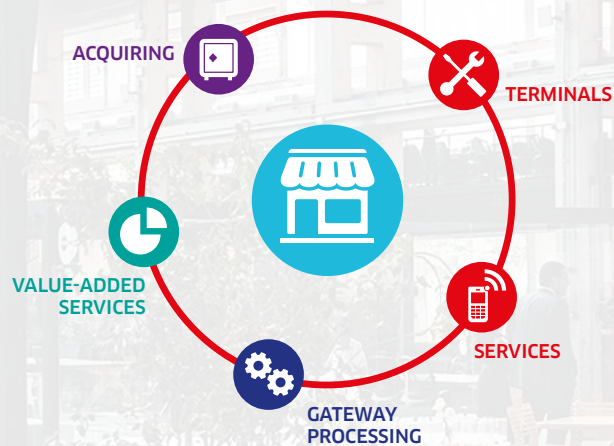 ACQUIRING
TERMINALS
VALUE-ADDED
SERVICES
SERVICES
GATEWAY
PROCESSING